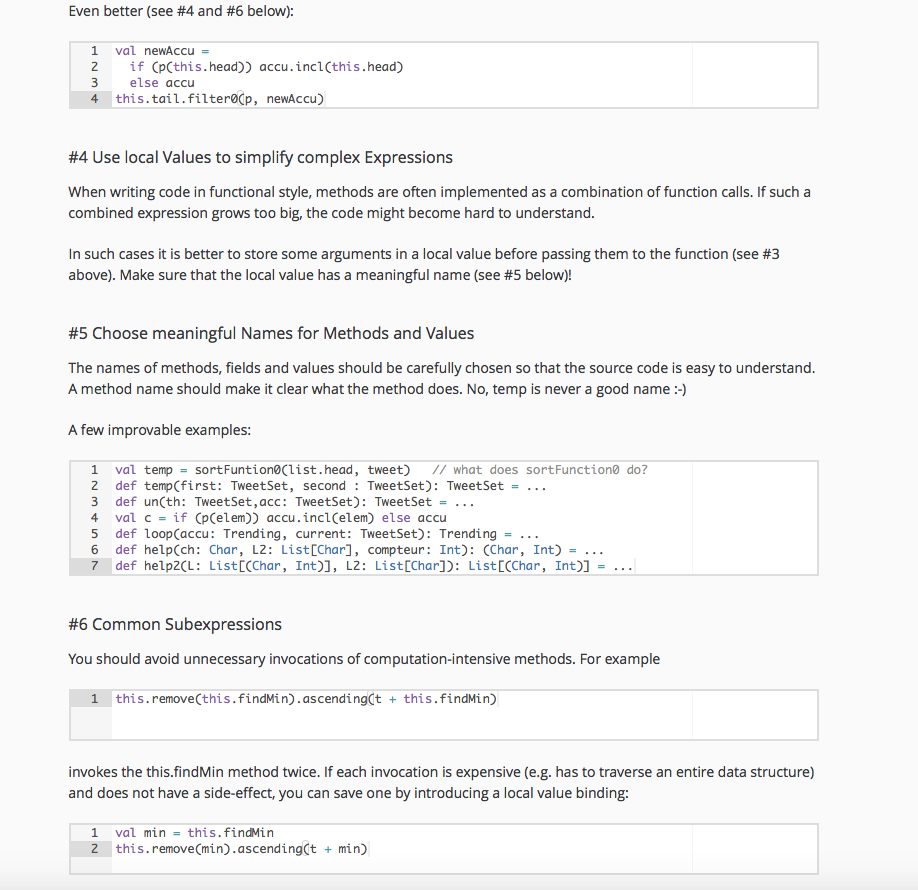 Even better (see #4 and #6 below):
1 val newAccu =
2 if (p(this.head)) accu.incl(this.head)
3 else accu
4 this.tail.filter0(p, newAccu)
#4 Use local Values to simplify complex Expressions
When writing code in functional style, methods are often implemented as a combination of function calls. If such a
combined expression grows too big, the code might become hard to understand.
In such cases it is better to store some arguments in a local value before passing them to the function (see #3
above). Make sure that the local value has a meaningful name (see #5 below)!
#5 Choose meaningful Names for Methods and Values
The names of methods, fields and values should be carefully chosen so that the source code is easy to understand.
A method name should make it clear what the method does. No, temp is never a good name :-)
A few improvable examples:
1 val temp = sortFuntion0(list.head, tweet) // what does sortFunction0 do?
2 def temp(first: TweetSet, second : TweetSet): TweetSet = ...
3 def un(th: TweetSet,acc: TweetSet): TweetSet = ...
4 val c = if (p(elem)) accu.incl(elem) else accu
5 def loop(accu: Trending, current: TweetSet): Trending = ...
6 def help(ch: Char, L2: List[Char], compteur: Int): (Char, Int) = ...
7 def help2(L: List[(Char, Int)], L2: List[Char]): List[(Char, Int)] = ...
#6 Common Subexpressions
You should avoid unnecessary invocations of computation-intensive methods. For example
1 this.remove(this.findMin).ascending(t + this.findMin)
invokes the this.findMin method twice. If each invocation is expensive (e.g. has to traverse an entire data structure)
and does not have a side-effect, you can save one by introducing a local value binding:
1 val min = this.findMin
2 this.remove(min).ascending(t + min)